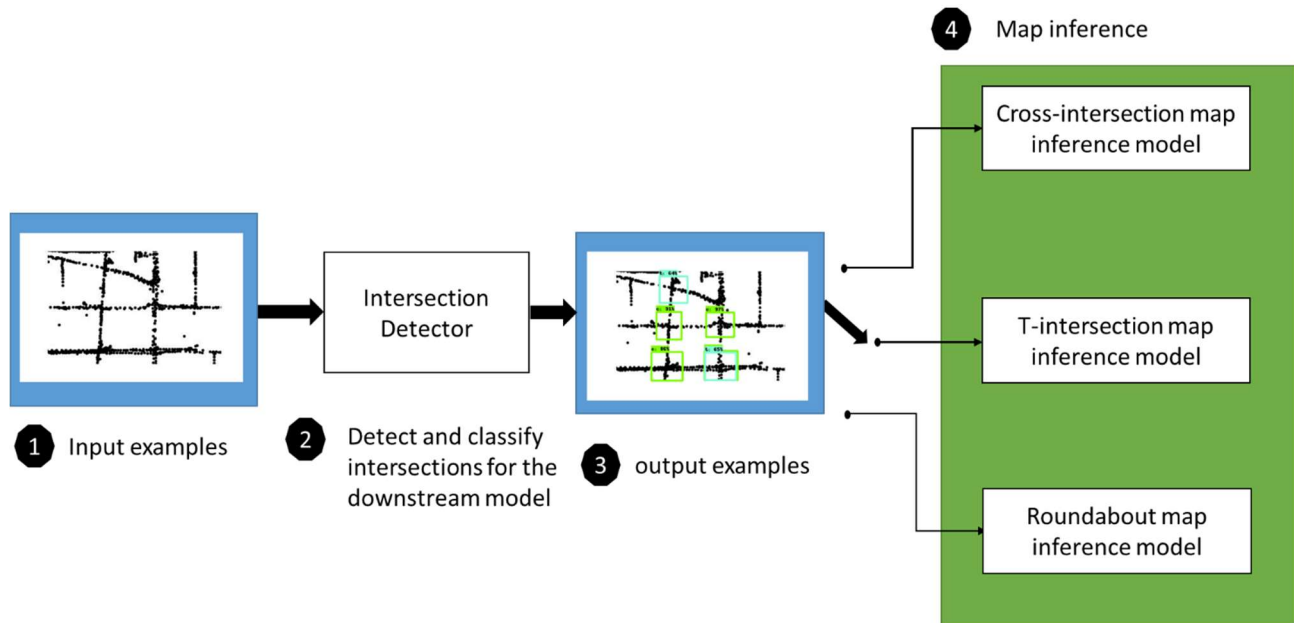 4 Map inference
Cross-intersection map
inference model
Intersection
Detector
T-intersection map
inference model
1 Input examples
2 Detect and classify
intersections for the
downstream model
3 output examples
Roundabout map
inference model